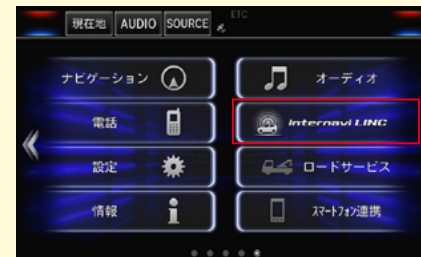 現在地 AUDIO SOURCE ETC
ナビゲーション オーディオ
電話 internavi LINC
設定 ロードサービス
情報 スマートフォン連携